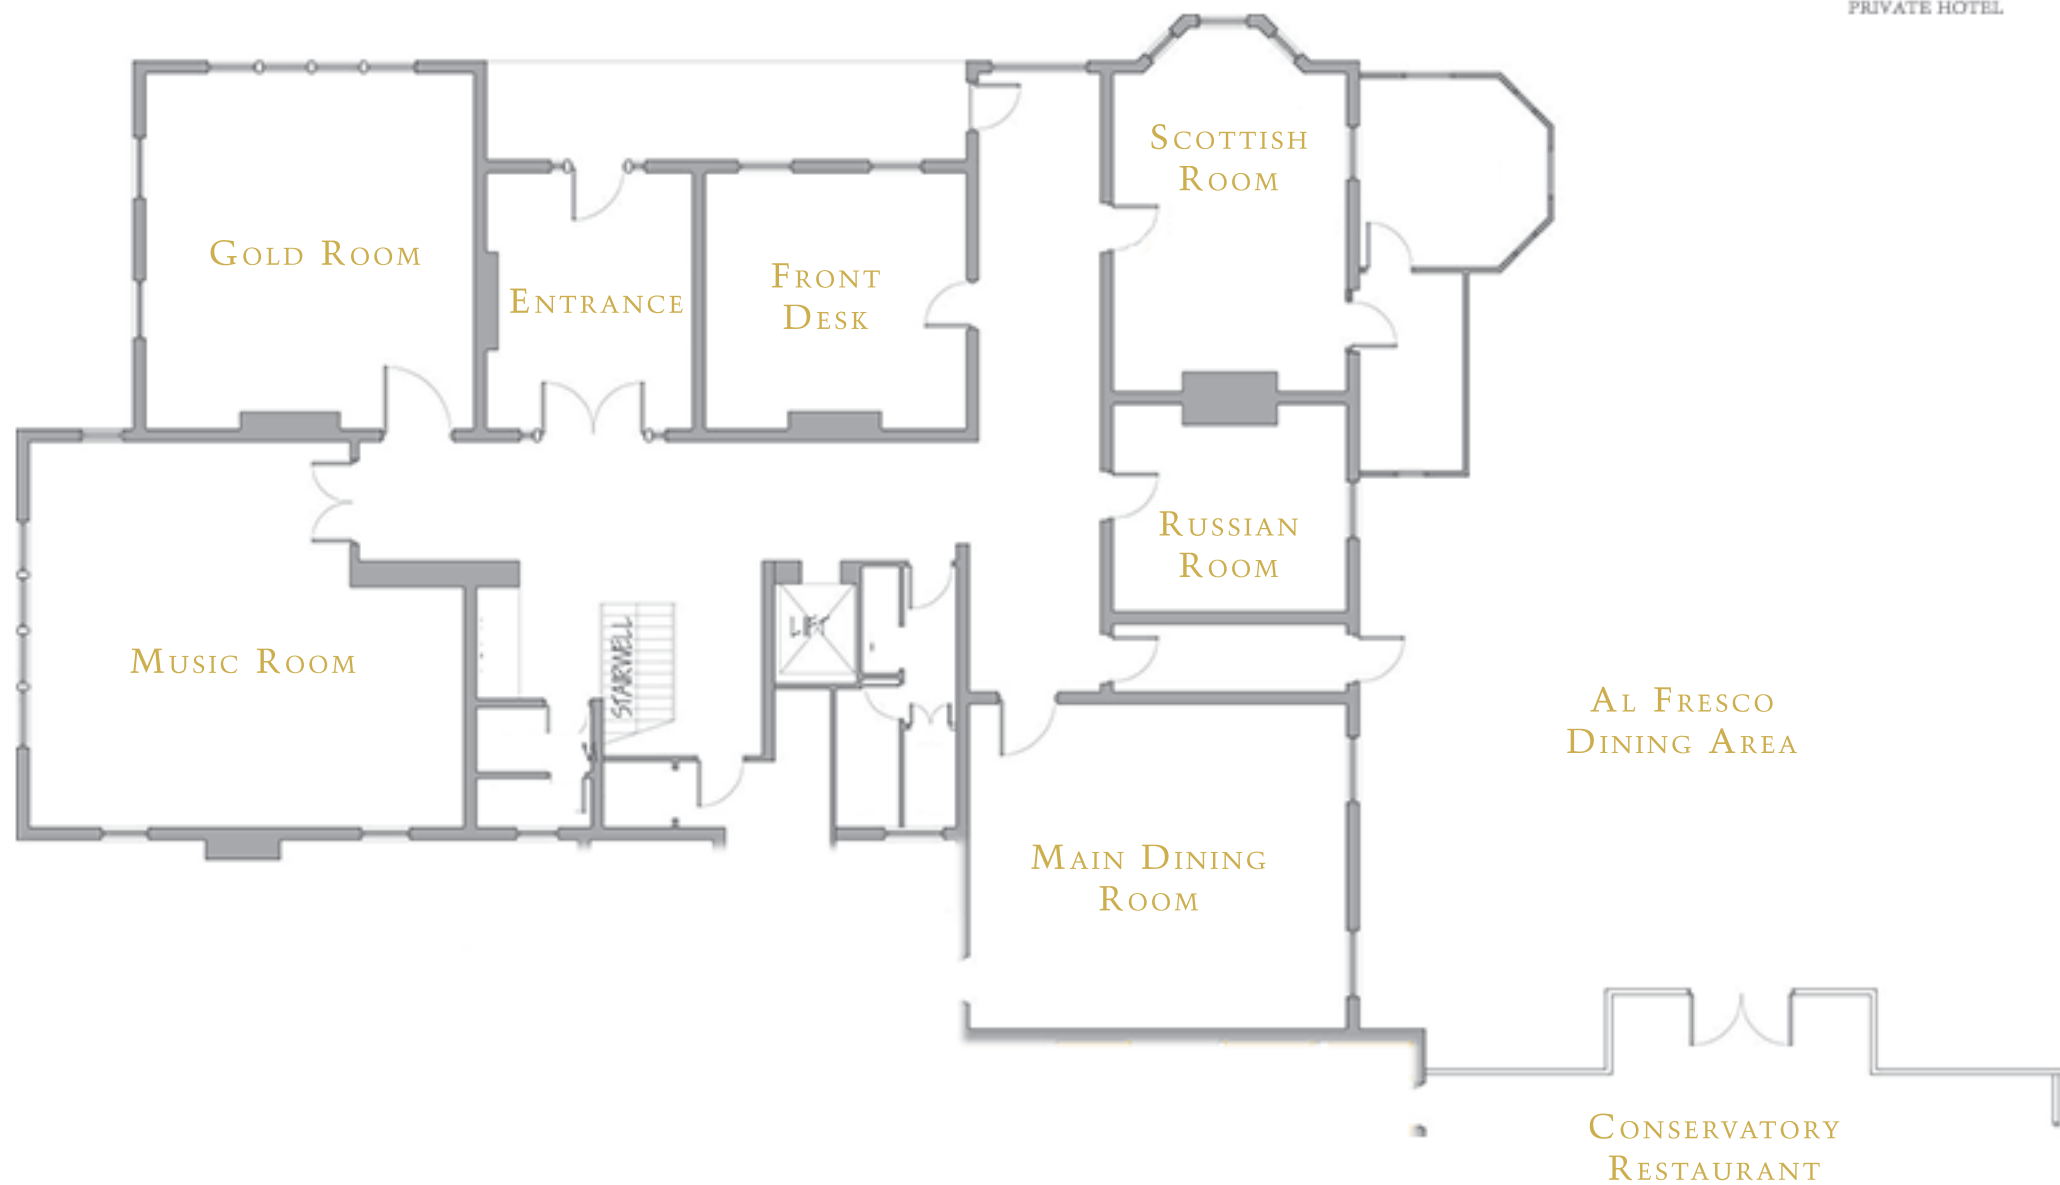 PRIVATE HOTEL
SCOTTISH
ROOM
GOLD ROOM
FRONT
DESK
ENTRANCE
RUSSIAN
ROOM
LIFT
STAIRWELL
MUSIC ROOM
AL FRESCO
DINING AREA
MAIN DINING
ROOM
CONSERVATORY
RESTAURANT